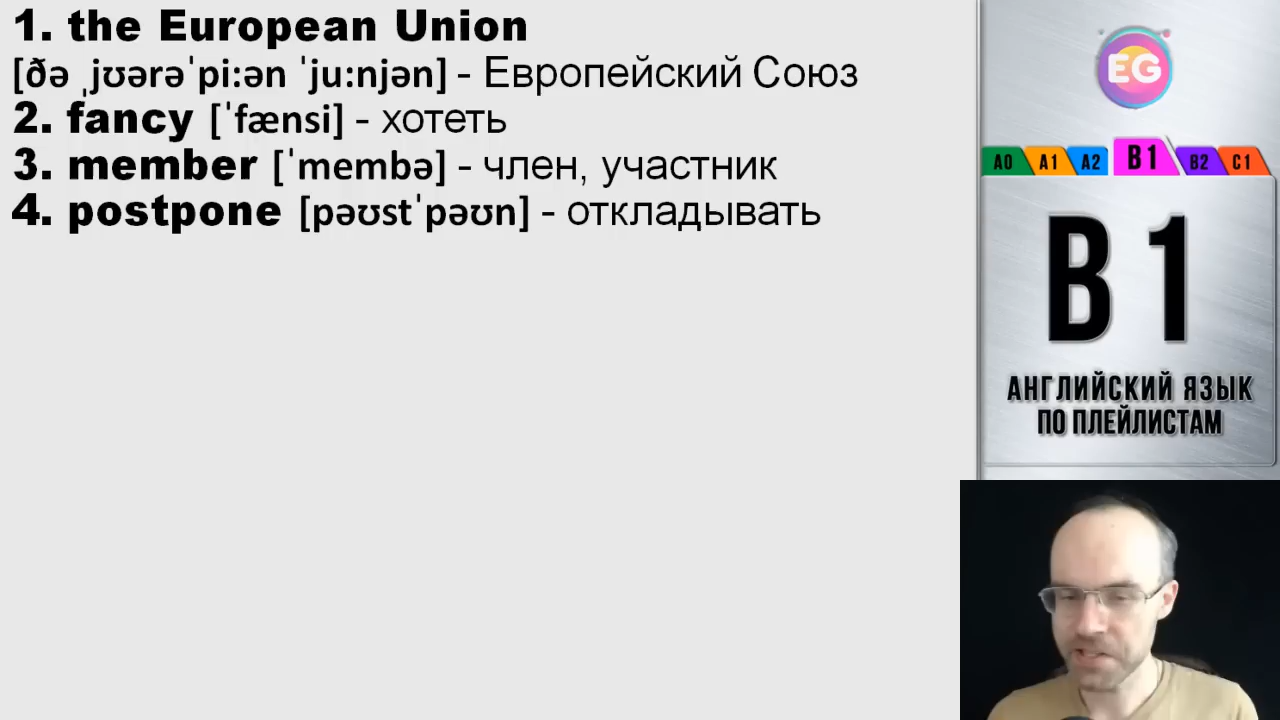 1. the European Union
[ðə ˌjʊərəˈpi:ən ˈju:njən] - Европейский Союз
2. fancy [ˈfænsi] - хотеть
3. member [ˈmembə] - член, участник
4. postpone [pəʊstˈpəʊn] - откладывать
EG
A0 A1 A2 B1 B2 C1
B1
АНГЛИЙСКИЙ ЯЗЫК
ПО ПЛЕЙЛИСТАМ